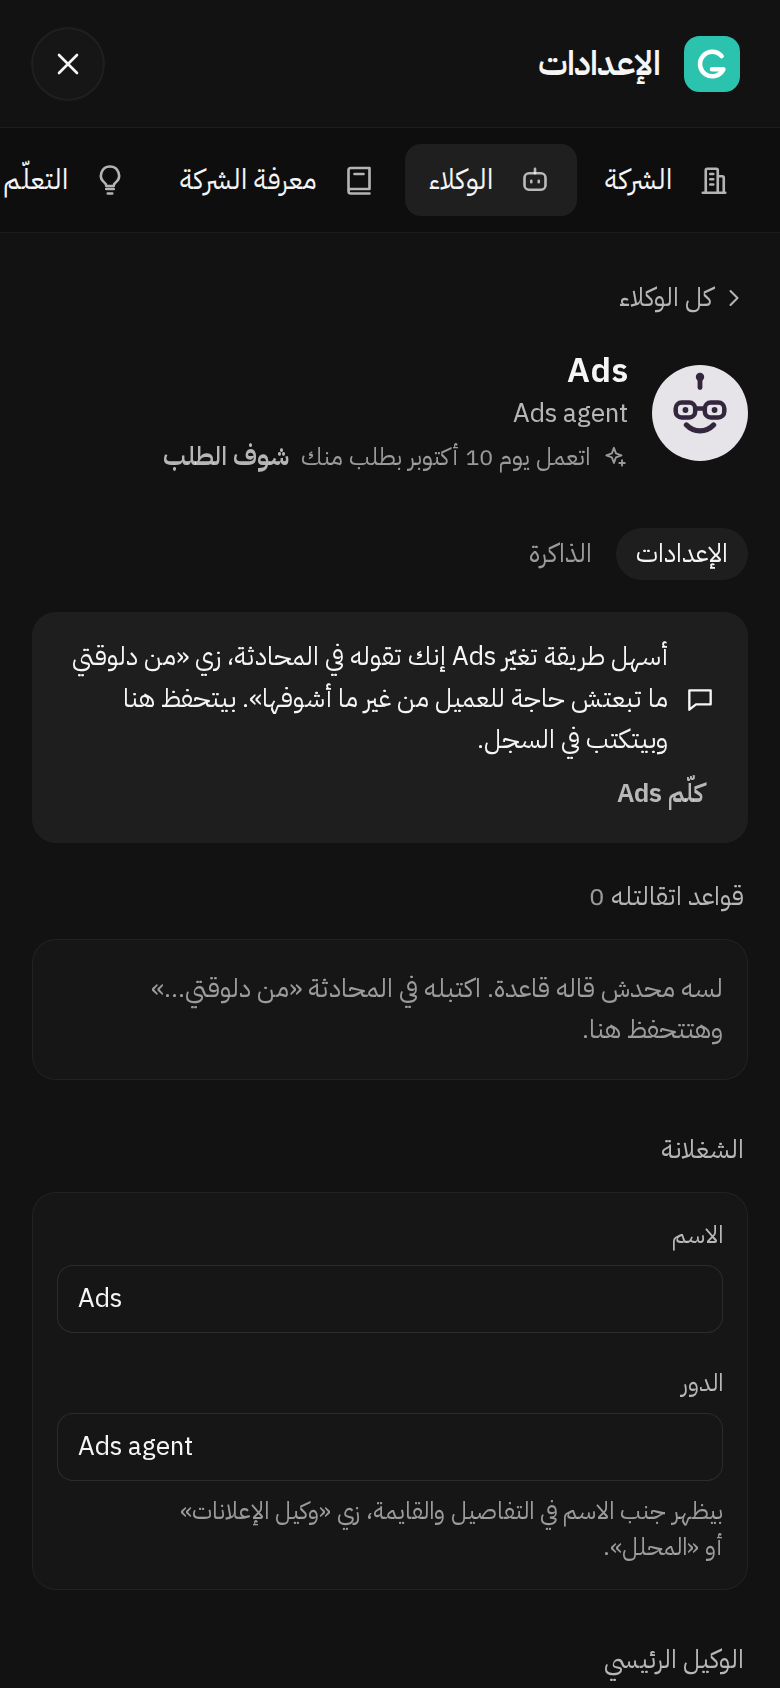 الإعدادات
الشركة
الوكلاء
معرفة الشركة
التعلّم
كل الوكلاء
Ads
Ads agent
اتعمل يوم 10 أكتوبر بطلب منك شوف الطلب
الإعدادات
الذاكرة
أسهل طريقة تغيّر Ads إنك تقوله في المحادثة، زي «من دلوقتي
ما تبعتش حاجة للعميل من غير ما أشوفها». بيتحفظ هنا
وبيتكتب في السجل.
كلّم Ads
قواعد اتقالتله 0
لسه محدش قاله قاعدة. اكتبله في المحادثة «من دلوقتي...»
وهتتحفظ هنا.
الشغلانة
الاسم
Ads
الدور
Ads agent
بيظهر جنب الاسم في التفاصيل والقايمة، زي «وكيل الإعلانات»
أو «المحلل».
الوكيل الرئيسي